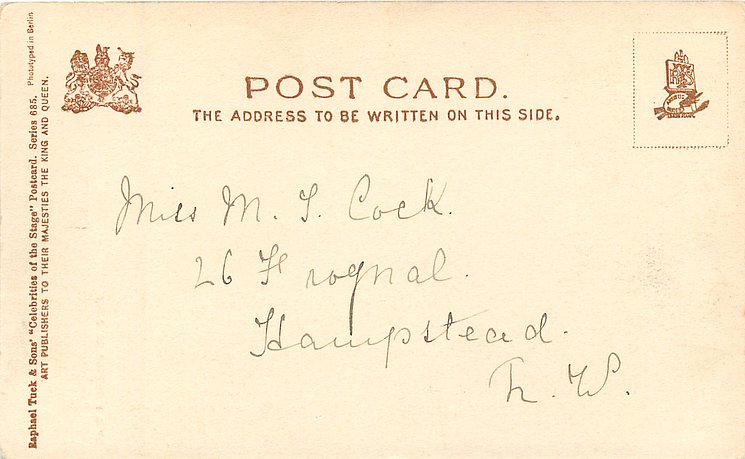 POST CARD.
THE ADDRESS TO BE WRITTEN ON THIS SIDE.
Miss M. J. Cock.
26 Frognal.
Hampstead.
N. W.
Raphael Tuck & Sons' "Celebrities of the Stage" Postcard. Series 685. Phototyped in Berlin
ART PUBLISHERS TO THEIR MAJESTIES THE KING AND QUEEN.